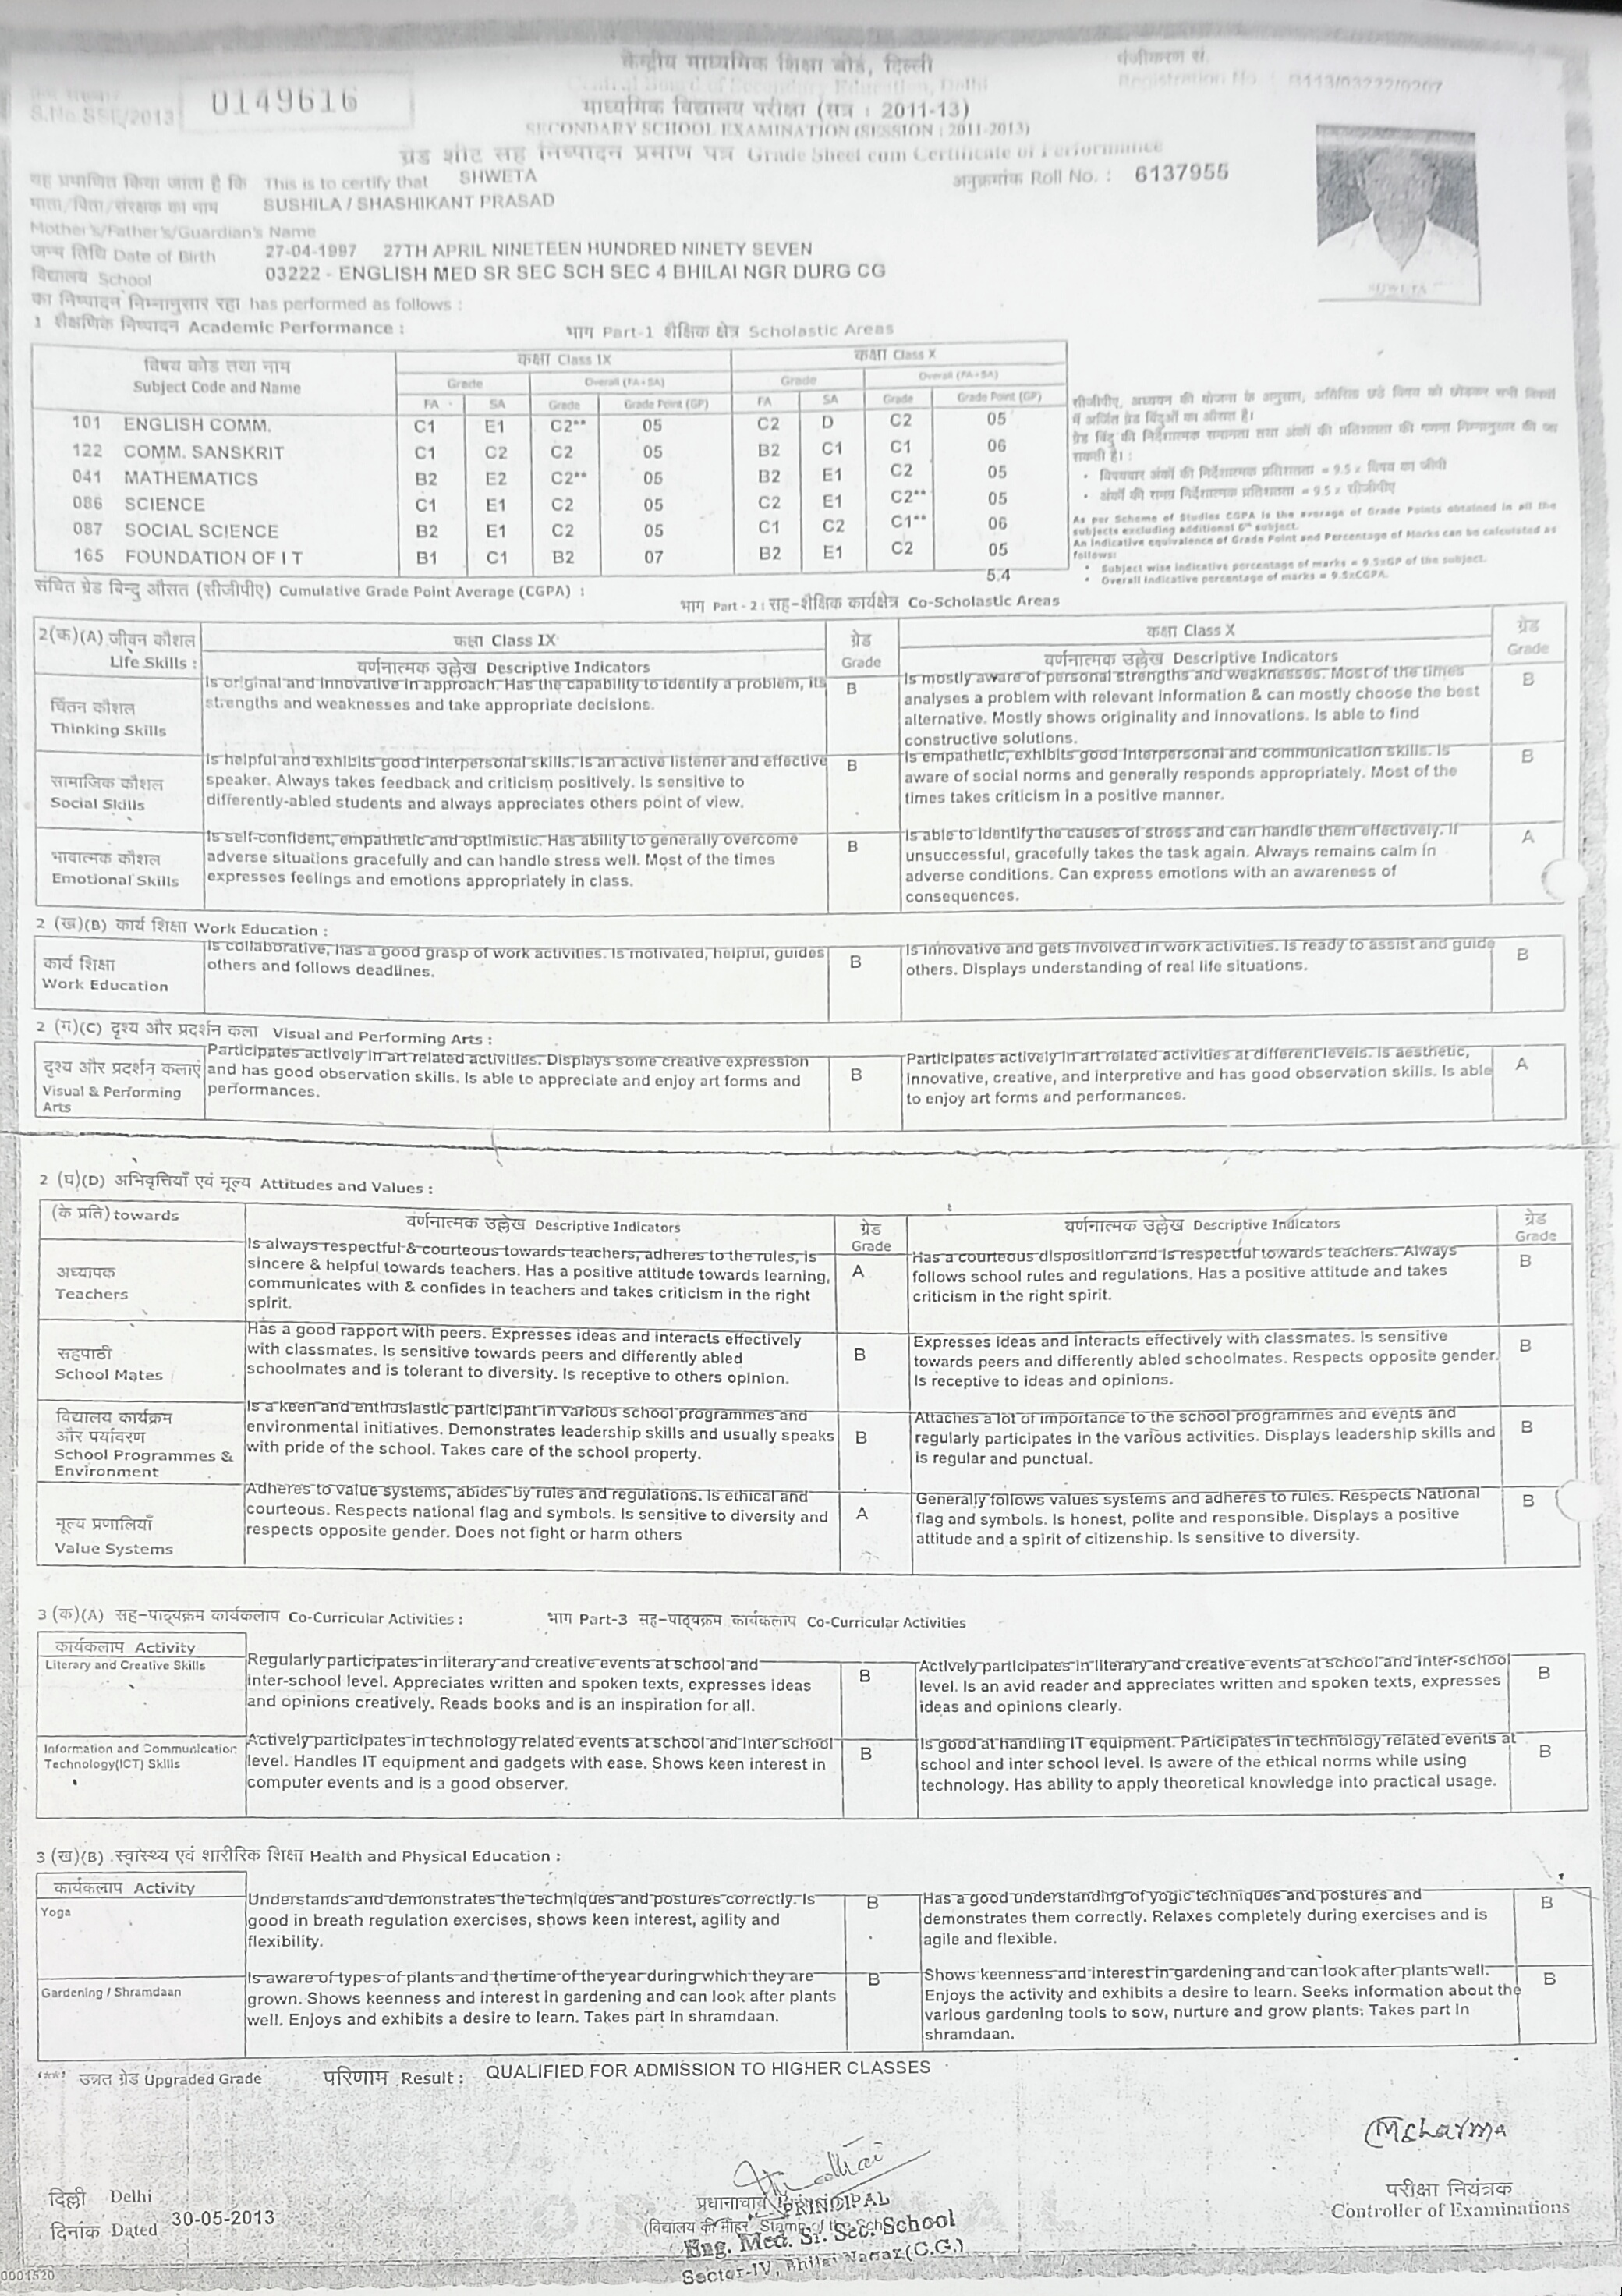 केन्द्रीय माध्यमिक शिक्षा बोर्ड, दिल्ली
Central Board of Secondary Education, Delhi
पंजीकरण सं.
Registration No. :
S.No.SSE/2013 0149616
माध्यमिक विद्यालय परीक्षा (सत्र : 2011-13)
SECONDARY SCHOOL EXAMINATION (SESSION : 2011-2013)
ग्रेड शीट सह निष्पादन प्रमाण पत्र Grade Sheet cum Certificate of Performance
यह प्रमाणित किया जाता है कि This is to certify that SHWETA
अनुक्रमांक Roll No. : 6137955
माता/पिता/संरक्षक का नाम SUSHILA / SHASHIKANT PRASAD
Mother's/Father's/Guardian's Name
जन्म तिथि Date of Birth 27-04-1997 27TH APRIL NINETEEN HUNDRED NINETY SEVEN
विद्यालय School 03222 - ENGLISH MED SR SEC SCH SEC 4 BHILAI NGR DURG CG
SHWETA
का निष्पादन निम्नानुसार रहा has performed as follows :
1 शैक्षणिक निष्पादन Academic Performance : भाग Part-1 शैक्षिक क्षेत्र Scholastic Areas
विषय कोड तथा नाम कक्षा Class IX कक्षा Class X
Subject Code and Name Grade Overall (FA+SA) Grade Overall (FA+SA)
FA SA Grade Grade Point (GP) FA SA Grade Grade Point (GP)
101 ENGLISH COMM. C1 E1 C2** 05 C2 D C2 05
122 COMM. SANSKRIT C1 C2 C2 05 B2 C1 C1 06
041 MATHEMATICS B2 E2 C2** 05 B2 E1 C2 05
086 SCIENCE C1 E1 C2 05 C2 E1 C2** 05
087 SOCIAL SCIENCE B2 E1 C2 05 C1 C2 C1** 06
165 FOUNDATION OF I T B1 C1 B2 07 B2 E1 C2 05
सीजीपीए, अध्ययन की योजना के अनुसार, अतिरिक्त छठे विषय को छोड़कर सभी विषयों
में अर्जित ग्रेड बिंदुओं का औसत है।
ग्रेड बिंदु की निर्देशात्मक समानता तथा अंकों की प्रतिशतता की गणना निम्नानुसार की जा
सकती है। :
• विषयवार अंकों की निर्देशात्मक प्रतिशतता = 9.5 x विषय का जीपी
• अंकों की समग्र निर्देशात्मक प्रतिशतता = 9.5 x सीजीपीए
As per Scheme of Studies CGPA is the average of Grade Points obtained in all the
subjects excluding additional 6th subject.
An indicative equivalence of Grade Point and Percentage of Marks can be calculated as
follows:
• Subject wise indicative percentage of marks = 9.5xGP of the subject.
• Overall indicative percentage of marks = 9.5xCGPA.
संचित ग्रेड बिन्दु औसत (सीजीपीए) Cumulative Grade Point Average (CGPA) : 5.4
भाग Part - 2 : सह-शैक्षिक कार्यक्षेत्र Co-Scholastic Areas
2(क)(A) जीवन कौशल कक्षा Class IX ग्रेड कक्षा Class X ग्रेड
Life Skills : वर्णनात्मक उल्लेख Descriptive Indicators Grade वर्णनात्मक उल्लेख Descriptive Indicators Grade
चिंतन कौशल
Thinking Skills
Is original and innovative in approach. Has the capability to identify a problem, its
strengths and weaknesses and take appropriate decisions.
B
Is mostly aware of personal strengths and weaknesses. Most of the times
analyses a problem with relevant information & can mostly choose the best
alternative. Mostly shows originality and innovations. Is able to find
constructive solutions.
B
सामाजिक कौशल
Social Skills
Is helpful and exhibits good interpersonal skills. Is an active listener and effective
speaker. Always takes feedback and criticism positively. Is sensitive to
differently-abled students and always appreciates others point of view.
B
Is empathetic, exhibits good interpersonal and communication skills. Is
aware of social norms and generally responds appropriately. Most of the
times takes criticism in a positive manner.
B
भावात्मक कौशल
Emotional Skills
Is self-confident, empathetic and optimistic. Has ability to generally overcome
adverse situations gracefully and can handle stress well. Most of the times
expresses feelings and emotions appropriately in class.
B
Is able to identify the causes of stress and can handle them effectively. If
unsuccessful, gracefully takes the task again. Always remains calm in
adverse conditions. Can express emotions with an awareness of
consequences.
A
2 (ख)(B) कार्य शिक्षा Work Education :
कार्य शिक्षा
Work Education
Is collaborative, has a good grasp of work activities. Is motivated, helpful, guides
others and follows deadlines.
B
Is innovative and gets involved in work activities. Is ready to assist and guide
others. Displays understanding of real life situations.
B
2 (ग)(C) दृश्य और प्रदर्शन कला Visual and Performing Arts :
दृश्य और प्रदर्शन कलाएं
Visual & Performing
Arts
Participates actively in art related activities. Displays some creative expression
and has good observation skills. Is able to appreciate and enjoy art forms and
performances.
B
Participates actively in art related activities at different levels. Is aesthetic,
innovative, creative, and interpretive and has good observation skills. Is able
to enjoy art forms and performances.
A
2 (घ)(D) अभिवृत्तियाँ एवं मूल्य Attitudes and Values :
(के प्रति) towards वर्णनात्मक उल्लेख Descriptive Indicators ग्रेड Grade वर्णनात्मक उल्लेख Descriptive Indicators ग्रेड Grade
अध्यापक
Teachers
Is always respectful & courteous towards teachers, adheres to the rules, is
sincere & helpful towards teachers. Has a positive attitude towards learning,
communicates with & confides in teachers and takes criticism in the right
spirit.
A
Has a courteous disposition and is respectful towards teachers. Always
follows school rules and regulations. Has a positive attitude and takes
criticism in the right spirit.
B
सहपाठी
School Mates
Has a good rapport with peers. Expresses ideas and interacts effectively
with classmates. Is sensitive towards peers and differently abled
schoolmates and is tolerant to diversity. Is receptive to others opinion.
B
Expresses ideas and interacts effectively with classmates. Is sensitive
towards peers and differently abled schoolmates. Respects opposite gender.
Is receptive to ideas and opinions.
B
विद्यालय कार्यक्रम
और पर्यावरण
School Programmes &
Environment
Is a keen and enthusiastic participant in various school programmes and
environmental initiatives. Demonstrates leadership skills and usually speaks
with pride of the school. Takes care of the school property.
B
Attaches a lot of importance to the school programmes and events and
regularly participates in the various activities. Displays leadership skills and
is regular and punctual.
B
मूल्य प्रणालियाँ
Value Systems
Adheres to value systems, abides by rules and regulations. Is ethical and
courteous. Respects national flag and symbols. Is sensitive to diversity and
respects opposite gender. Does not fight or harm others
A
Generally follows values systems and adheres to rules. Respects National
flag and symbols. Is honest, polite and responsible. Displays a positive
attitude and a spirit of citizenship. Is sensitive to diversity.
B
3 (क)(A) सह-पाठ्यक्रम कार्यकलाप Co-Curricular Activities : भाग Part-3 सह-पाठ्यक्रम कार्यकलाप Co-Curricular Activities
कार्यकलाप Activity
Literary and Creative Skills
Regularly participates in literary and creative events at school and
inter-school level. Appreciates written and spoken texts, expresses ideas
and opinions creatively. Reads books and is an inspiration for all.
B
Actively participates in literary and creative events at school and inter-school
level. Is an avid reader and appreciates written and spoken texts, expresses
ideas and opinions clearly.
B
Information and Communication
Technology(ICT) Skills
Actively participates in technology related events at school and inter school
level. Handles IT equipment and gadgets with ease. Shows keen interest in
computer events and is a good observer.
B
Is good at handling IT equipment. Participates in technology related events at
school and inter school level. Is aware of the ethical norms while using
technology. Has ability to apply theoretical knowledge into practical usage.
B
3 (ख)(B) स्वास्थ्य एवं शारीरिक शिक्षा Health and Physical Education :
कार्यकलाप Activity
Yoga
Understands and demonstrates the techniques and postures correctly. Is
good in breath regulation exercises, shows keen interest, agility and
flexibility.
B
Has a good understanding of yogic techniques and postures and
demonstrates them correctly. Relaxes completely during exercises and is
agile and flexible.
B
Gardening / Shramdaan
Is aware of types of plants and the time of the year during which they are
grown. Shows keenness and interest in gardening and can look after plants
well. Enjoys and exhibits a desire to learn. Takes part in shramdaan.
B
Shows keenness and interest in gardening and can look after plants well.
Enjoys the activity and exhibits a desire to learn. Seeks information about the
various gardening tools to sow, nurture and grow plants. Takes part in
shramdaan.
B
'**' उन्नत ग्रेड Upgraded Grade परिणाम Result : QUALIFIED FOR ADMISSION TO HIGHER CLASSES
MSharma
दिल्ली Delhi
दिनांक Dated 30-05-2013
प्रधानाचार्य PRINCIPAL
(विद्यालय की मोहर Stamp of the School
Eng. Med. Sr. Sec. School
Sector-IV, Bhilai Nagar (C.G.)
परीक्षा नियंत्रक
Controller of Examinations
0001520